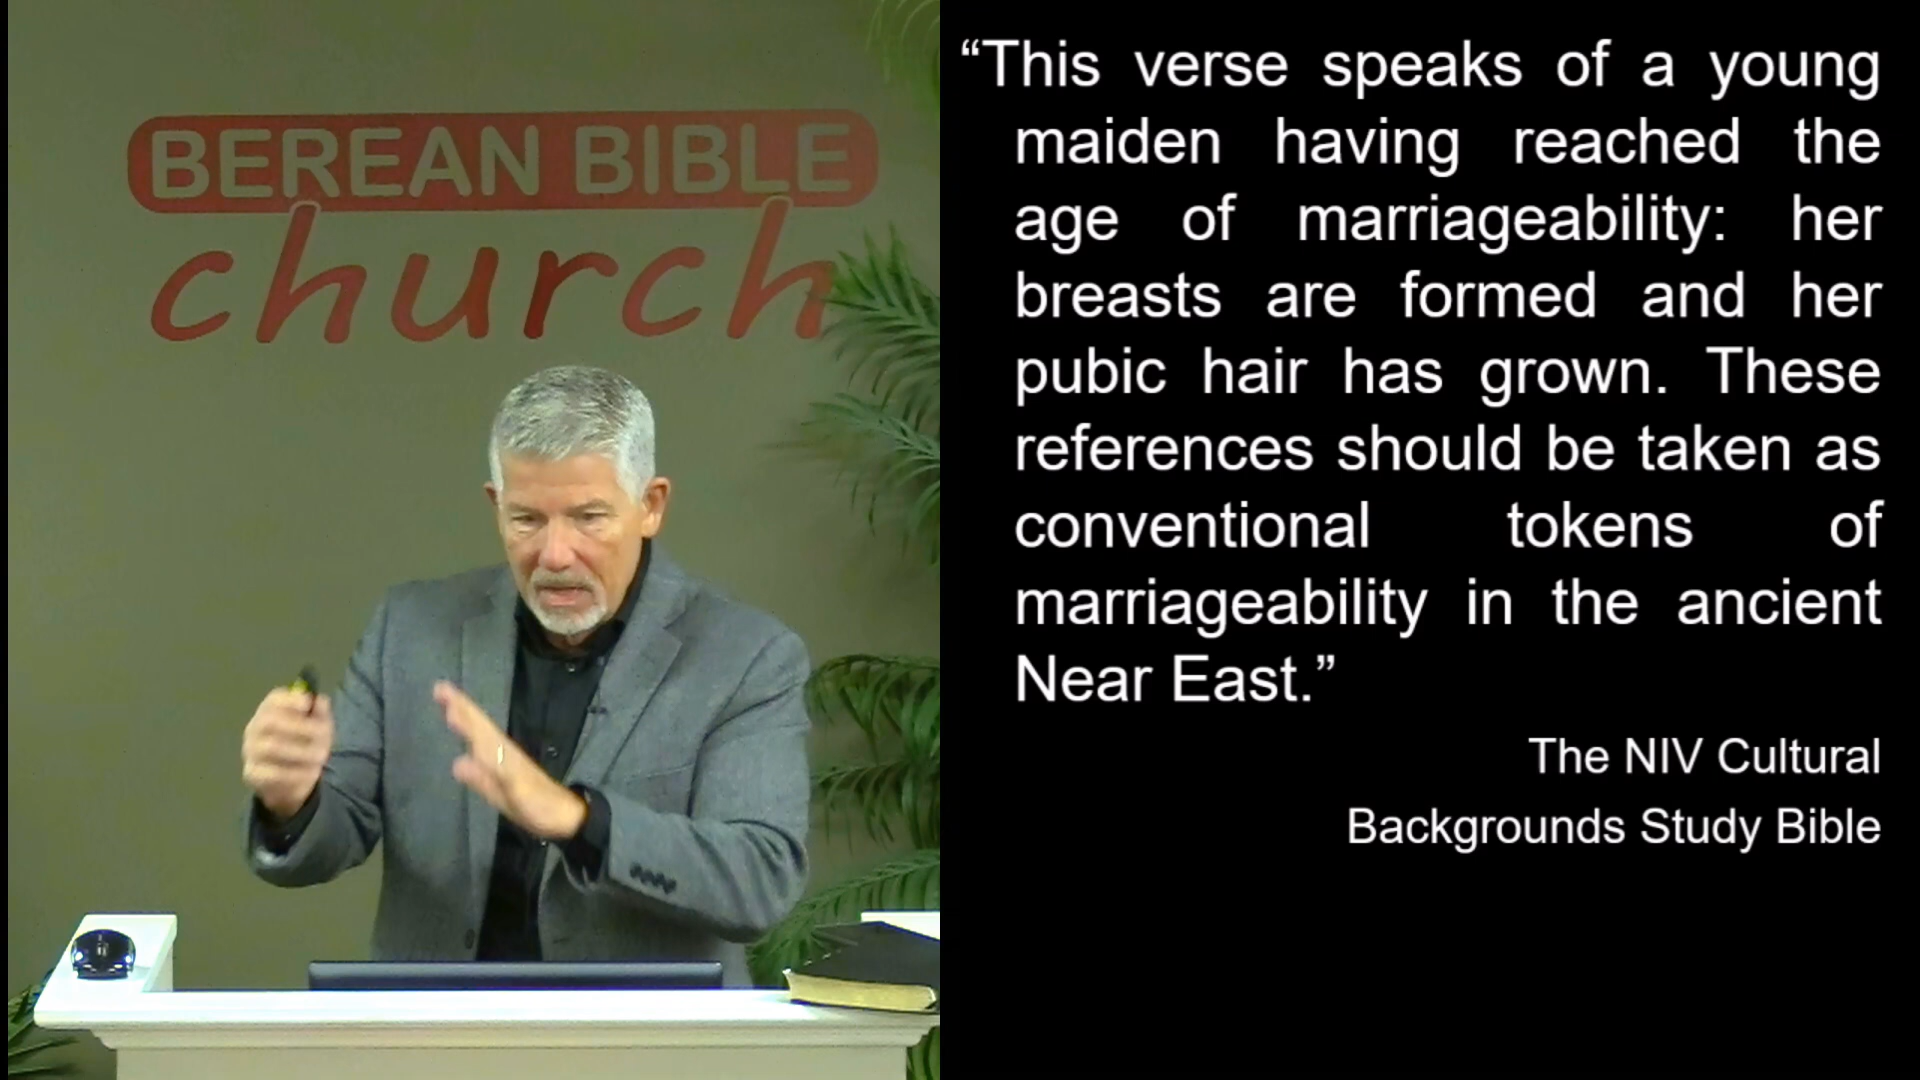 BEREAN BIBLE
church
“This verse speaks of a young
maiden having reached the
age of marriageability: her
breasts are formed and her
pubic hair has grown. These
references should be taken as
conventional tokens of
marriageability in the ancient
Near East.”
The NIV Cultural
Backgrounds Study Bible